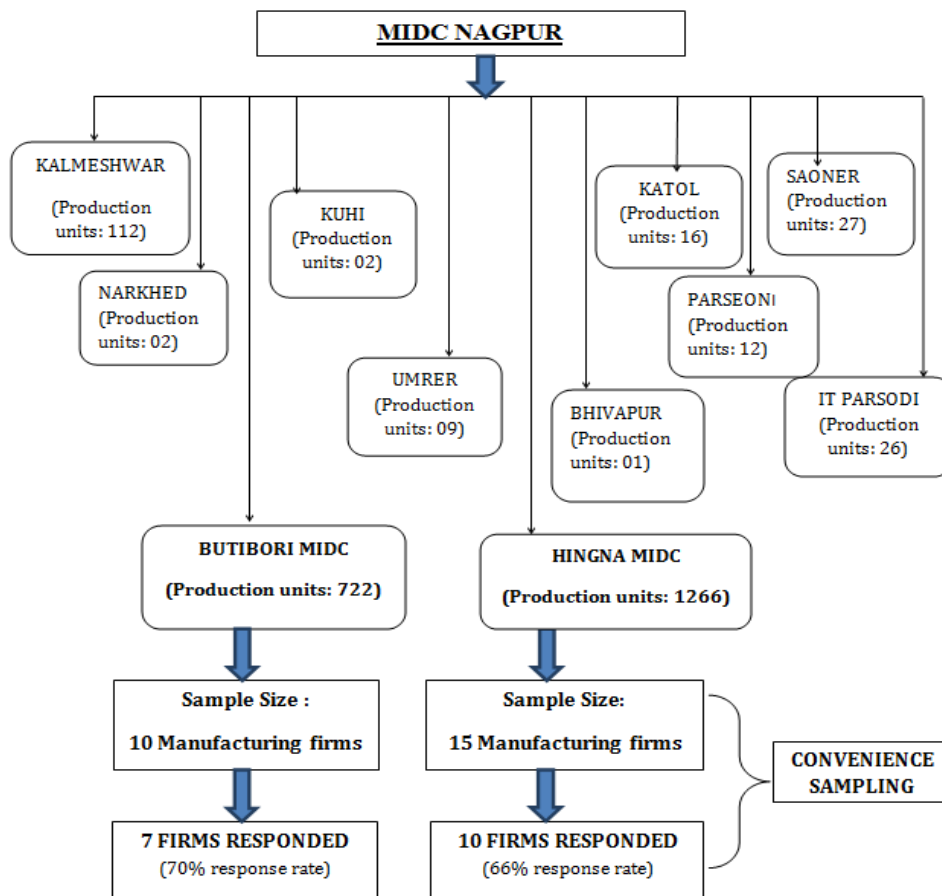 MIDC NAGPUR
KALMESHWAR
(Production
units: 112)
NARKHED
(Production
units: 02)
KUHI
(Production
units: 02)
UMRER
(Production
units: 09)
KATOL
(Production
units: 16)
SAONER
(Production
units: 27)
PARSEONI
(Production
units: 12)
BHIVAPUR
(Production
units: 01)
IT PARSODI
(Production
units: 26)
BUTIBORI MIDC
(Production units: 722)
HINGNA MIDC
(Production units: 1266)
Sample Size :
10 Manufacturing firms
Sample Size:
15 Manufacturing firms
CONVENIENCE
SAMPLING
7 FIRMS RESPONDED
(70% response rate)
10 FIRMS RESPONDED
(66% response rate)